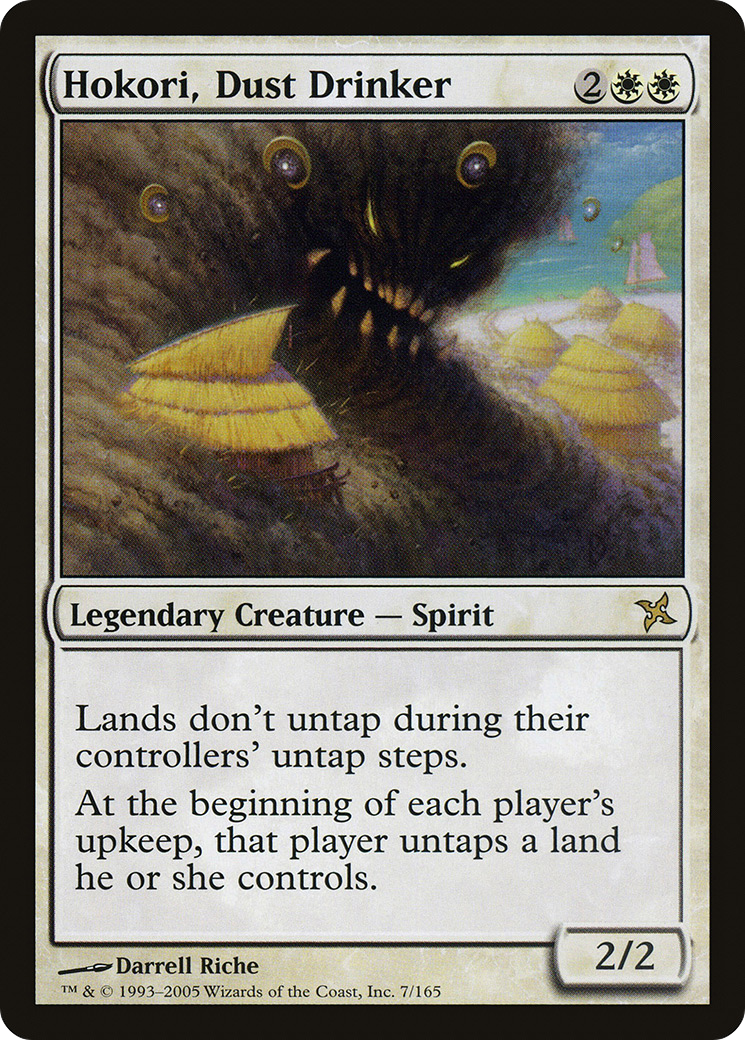 Hokori, Dust Drinker 2
Legendary Creature — Spirit
Lands don't untap during their
controllers' untap steps.
At the beginning of each player's
upkeep, that player untaps a land
he or she controls.
2/2
Darrell Riche
™ & © 1993–2005 Wizards of the Coast, Inc. 7/165